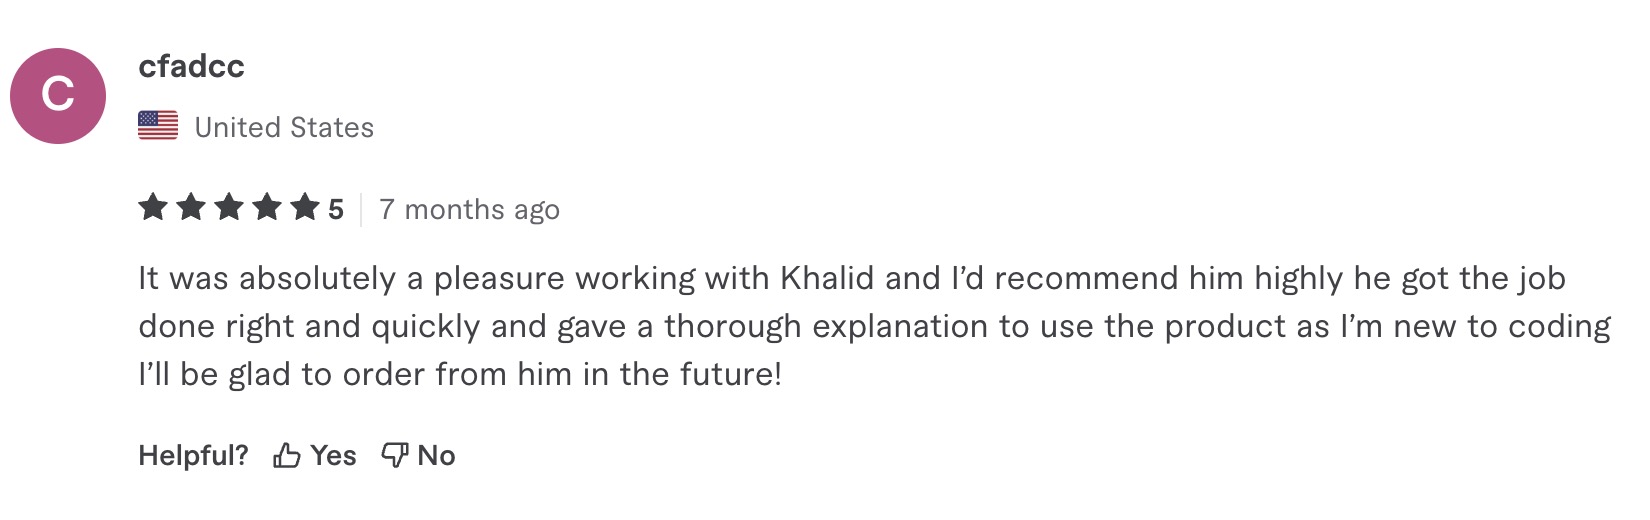 C
cfadcc
United States
5
7 months ago
It was absolutely a pleasure working with Khalid and I’d recommend him highly he got the job
done right and quickly and gave a thorough explanation to use the product as I’m new to coding
I’ll be glad to order from him in the future!
Helpful? Yes No